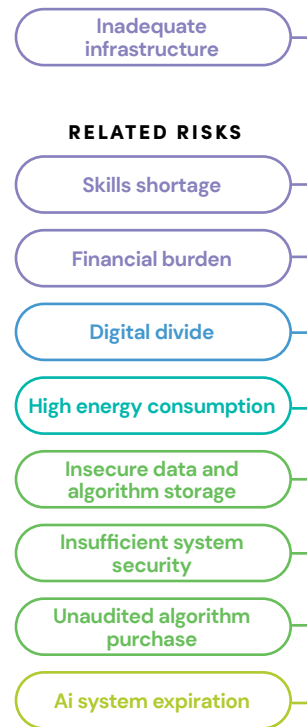 Inadequate
infrastructure
RELATED RISKS
Skills shortage
Financial burden
Digital divide
High energy consumption
Insecure data and
algorithm storage
Insufficient system
security
Unaudited algorithm
purchase
Ai system expiration